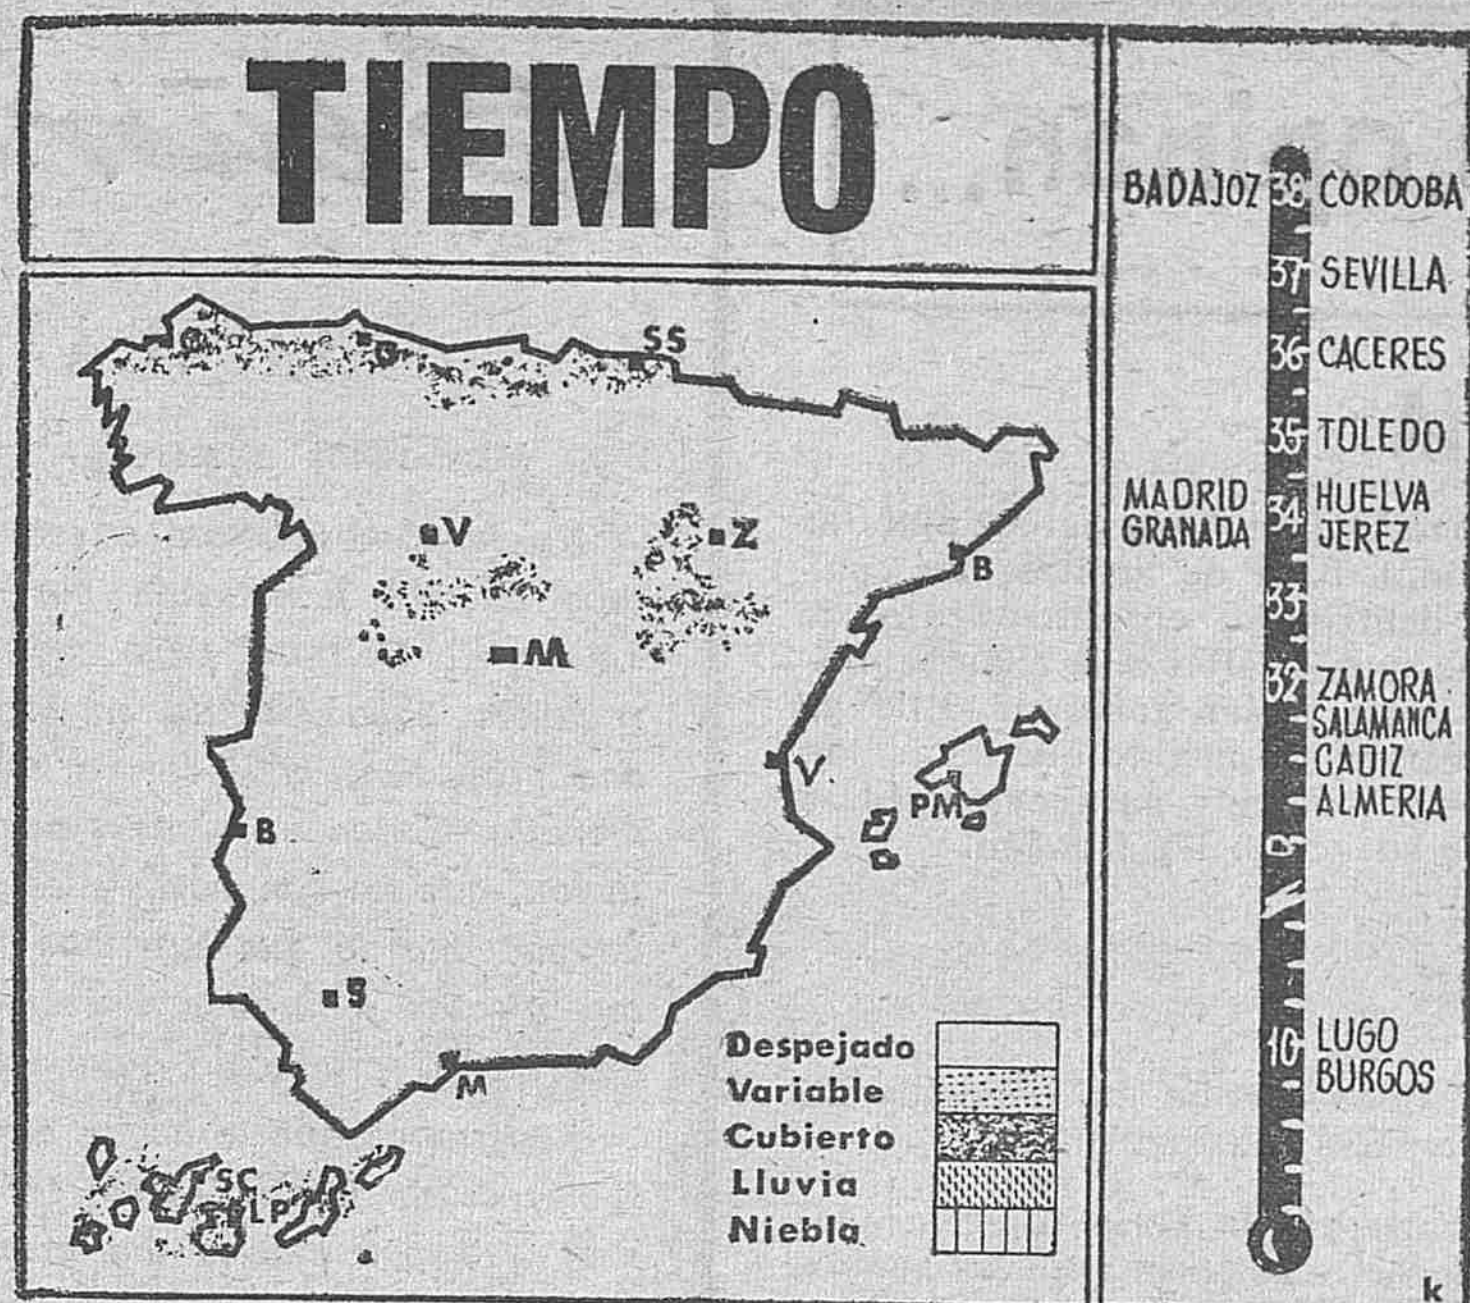 TIEMPO
SS
V
Z
B
M
V
PM
B
S
M
SC
LP
Despejado
Variable
Cubierto
Lluvia
Niebla
BADAJOZ 38 CORDOBA
37 SEVILLA
36 CACERES
35 TOLEDO
MADRID
GRANADA
34
HUELVA
JEREZ
33
32
ZAMORA
SALAMANCA
CADIZ
ALMERIA
10
LUGO
BURGOS
k